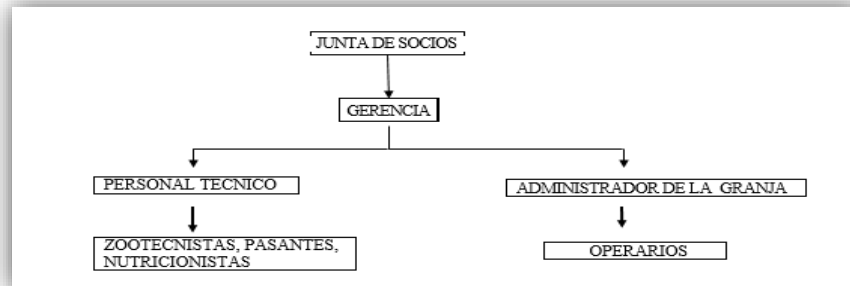 JUNTA DE SOCIOS
GERENCIA
PERSONAL TECNICO
ADMINISTRADOR DE LA GRANJA
ZOOTECNISTAS, PASANTES,
NUTRICIONISTAS
OPERARIOS